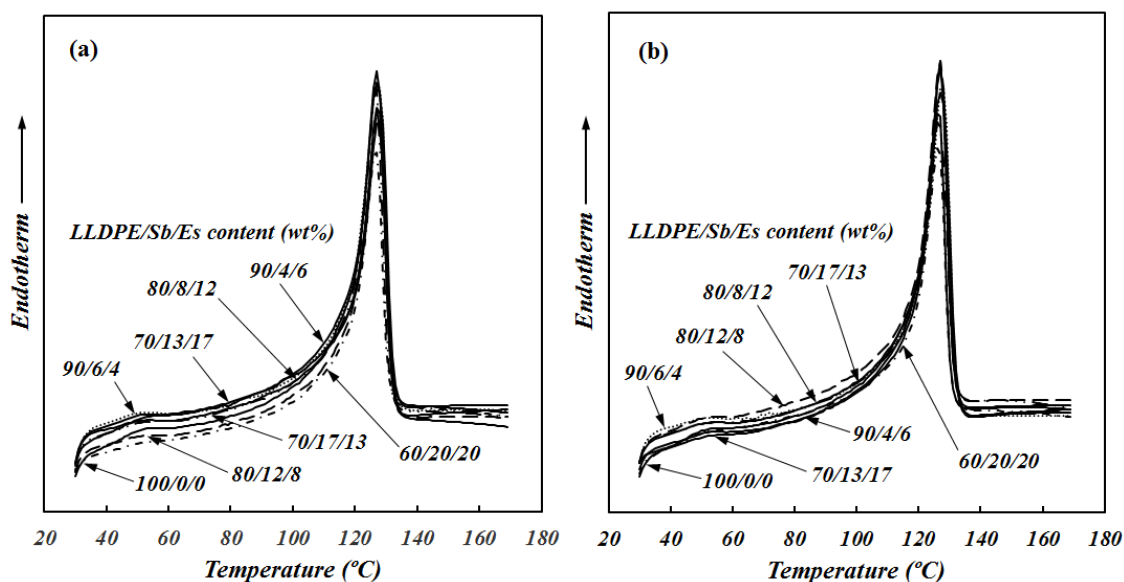 (a)
Endotherm
LLDPE/Sb/Es content (wt%)
90/4/6
80/8/12
70/13/17
90/6/4
70/17/13
60/20/20
80/12/8
100/0/0
20 40 60 80 100 120 140 160 180
Temperature (ºC)
(b)
Endotherm
LLDPE/Sb/Es content (wt%)
70/17/13
80/8/12
80/12/8
90/6/4
90/4/6
60/20/20
70/13/17
100/0/0
20 40 60 80 100 120 140 160 180
Temperature (ºC)